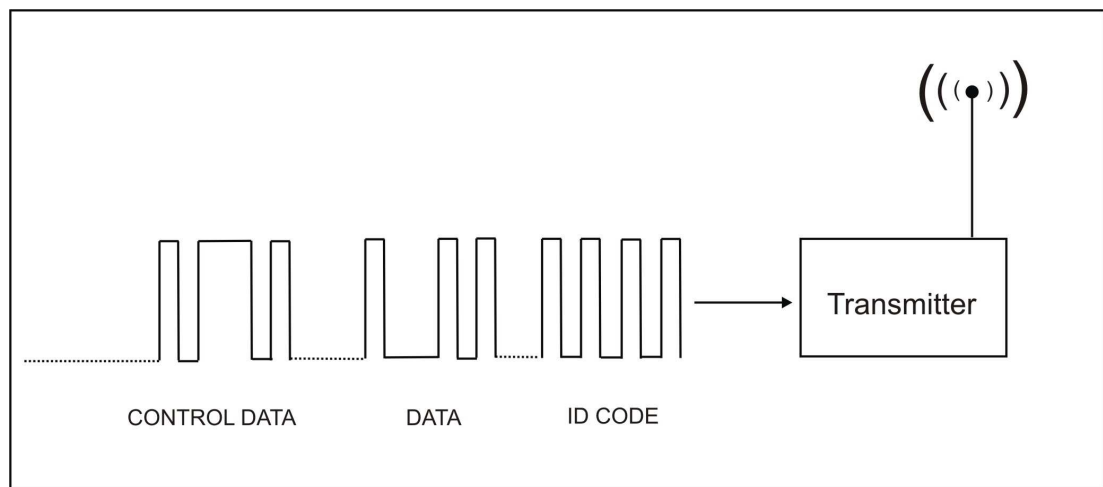 Transmitter
CONTROL DATA
DATA
ID CODE